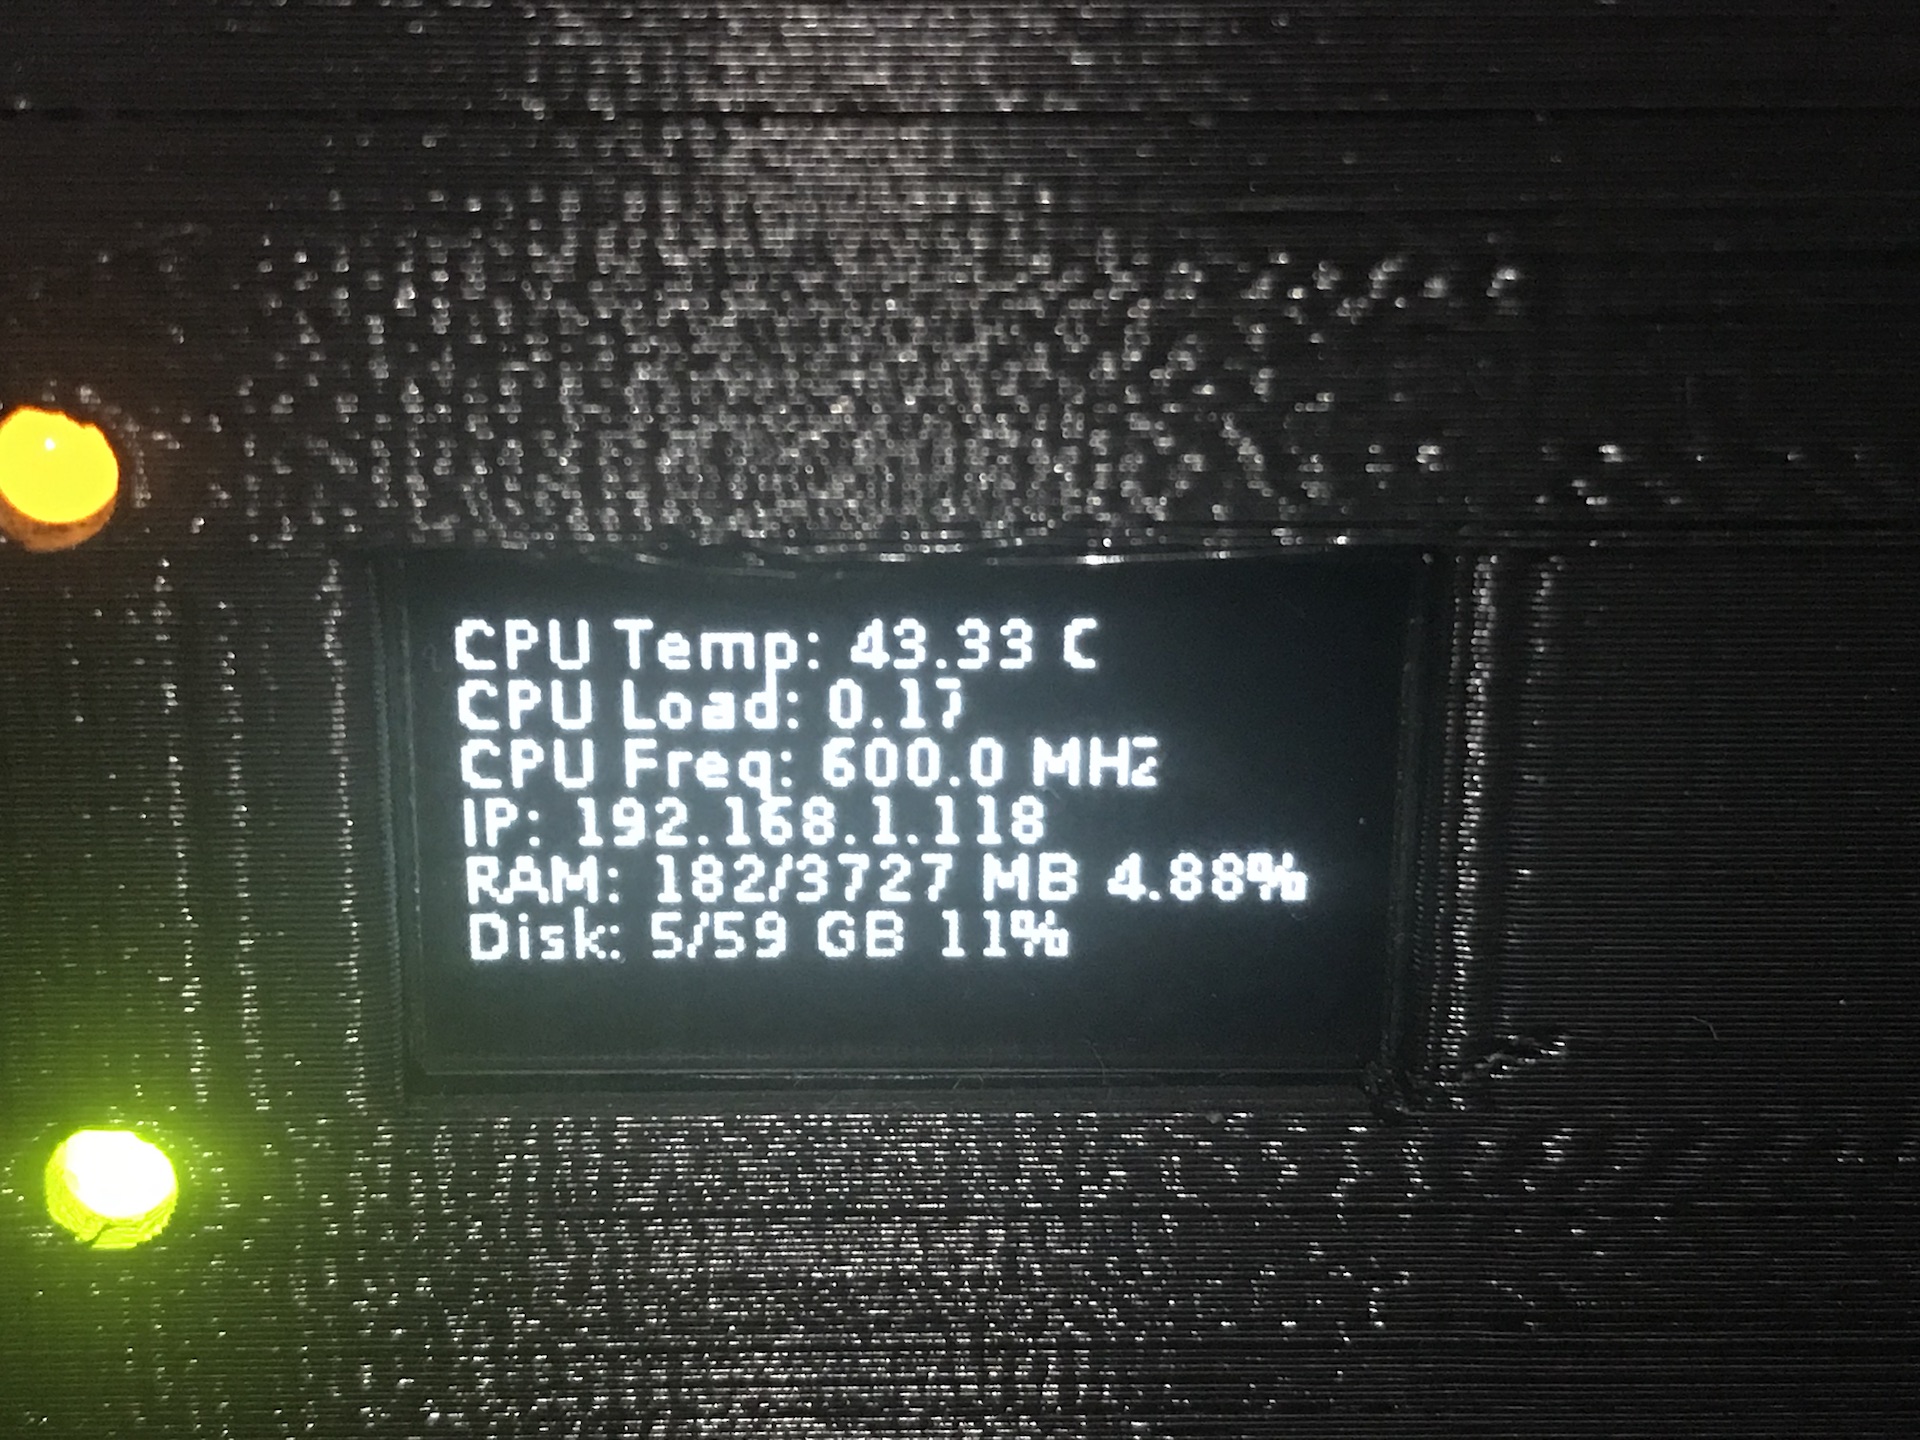 CPU Temp: 43.33 C
CPU Load: 0.17
CPU Freq: 600.0 MHz
IP: 192.168.1.118
RAM: 182/3727 MB 4.88%
Disk: 5/59 GB 11%